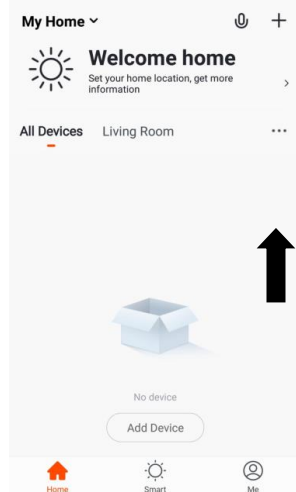 My Home
Welcome home
Set your home location, get more
information
All Devices Living Room
No device
Add Device
Home Smart Me